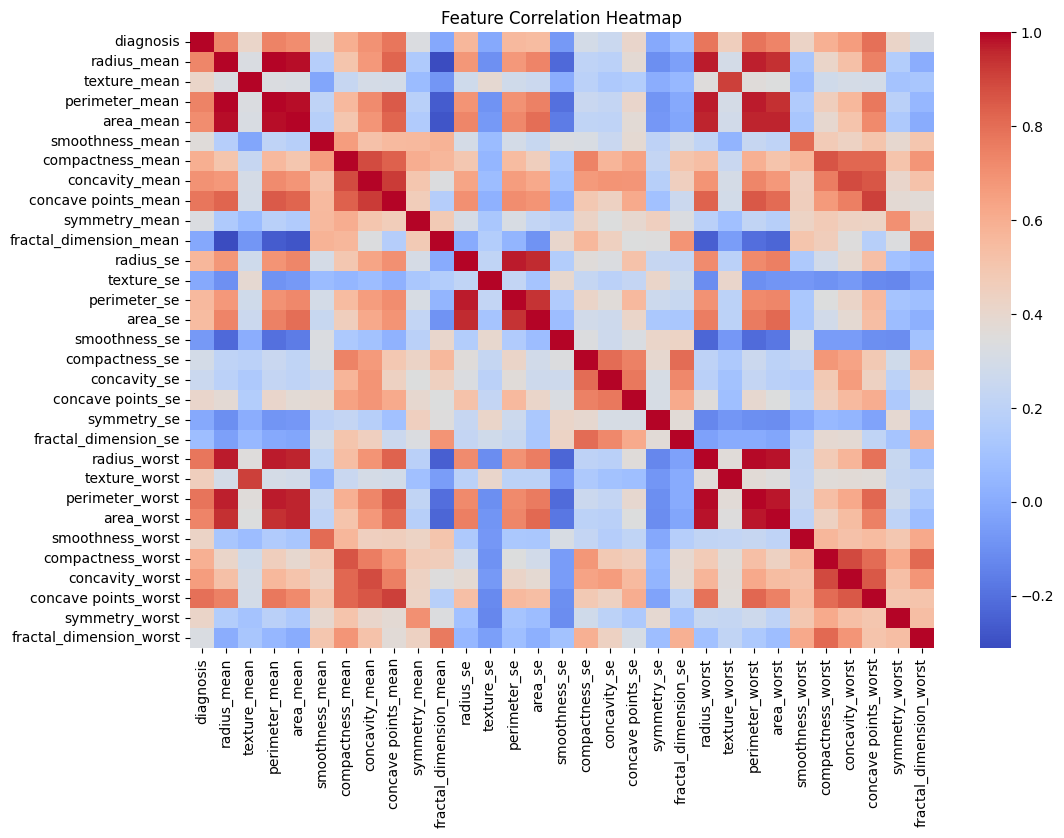 Feature Correlation Heatmap
diagnosis
radius_mean
texture_mean
perimeter_mean
area_mean
smoothness_mean
compactness_mean
concavity_mean
concave points_mean
symmetry_mean
fractal_dimension_mean
radius_se
texture_se
perimeter_se
area_se
smoothness_se
compactness_se
concavity_se
concave points_se
symmetry_se
fractal_dimension_se
radius_worst
texture_worst
perimeter_worst
area_worst
smoothness_worst
compactness_worst
concavity_worst
concave points_worst
symmetry_worst
fractal_dimension_worst
diagnosis
radius_mean
texture_mean
perimeter_mean
area_mean
smoothness_mean
compactness_mean
concavity_mean
concave points_mean
symmetry_mean
fractal_dimension_mean
radius_se
texture_se
perimeter_se
area_se
smoothness_se
compactness_se
concavity_se
concave points_se
symmetry_se
fractal_dimension_se
radius_worst
texture_worst
perimeter_worst
area_worst
smoothness_worst
compactness_worst
concavity_worst
concave points_worst
symmetry_worst
fractal_dimension_worst
1.0
0.8
0.6
0.4
0.2
0.0
−0.2